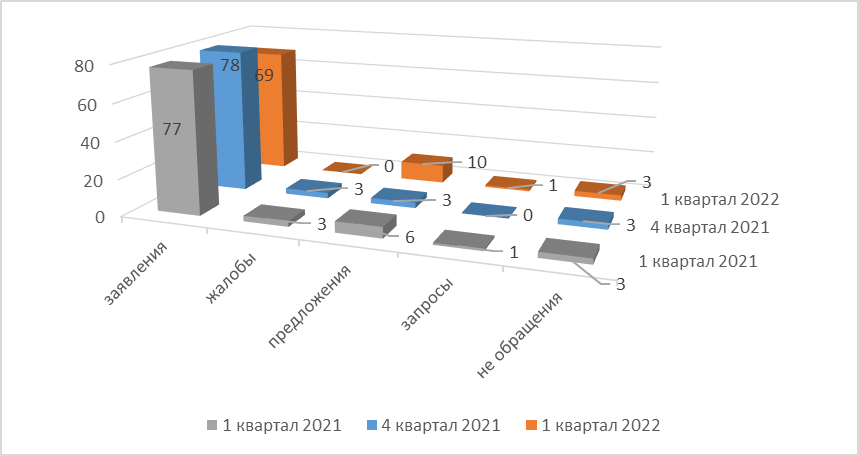 80
60
40
20
0
77
78
69
3
3
0
6
3
10
1
0
1
3
3
3
1 квартал 2022
4 квартал 2021
1 квартал 2021
заявления
жалобы
предложения
запросы
не обращения
1 квартал 2021 4 квартал 2021 1 квартал 2022